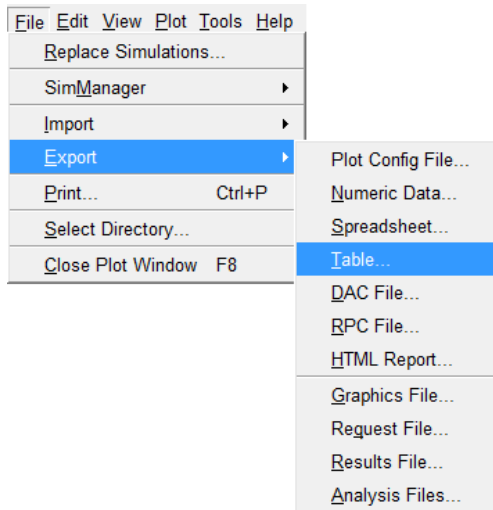 File Edit View Plot Tools Help
Replace Simulations...
SimManager
Import
Export
Print... Ctrl+P
Select Directory...
Close Plot Window F8
Plot Config File...
Numeric Data...
Spreadsheet...
Table...
DAC File...
RPC File...
HTML Report...
Graphics File...
Request File...
Results File...
Analysis Files...